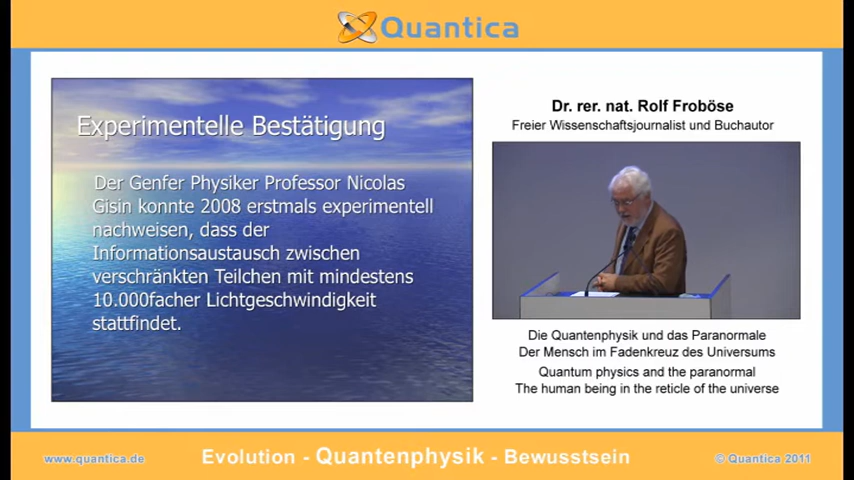 Quantica
Experimentelle Bestätigung
Der Genfer Physiker Professor Nicolas
Gisin konnte 2008 erstmals experimentell
nachweisen, dass der
Informationsaustausch zwischen
verschränkten Teilchen mit mindestens
10.000facher Lichtgeschwindigkeit
stattfindet.
Dr. rer. nat. Rolf Froböse
Freier Wissenschaftsjournalist und Buchautor
Die Quantenphysik und das Paranormale
Der Mensch im Fadenkreuz des Universums
Quantum physics and the paranormal
The human being in the reticle of the universe
www.quantica.de
Evolution - Quantenphysik - Bewusstsein
© Quantica 2011